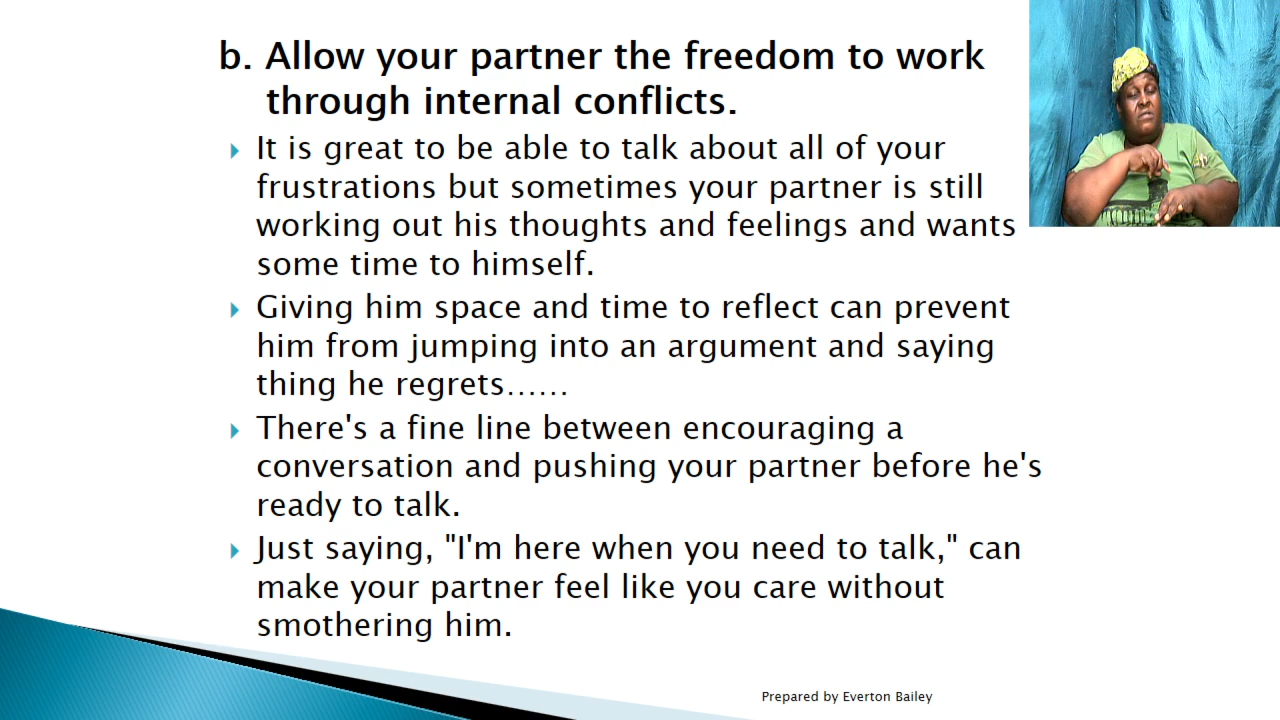 b. Allow your partner the freedom to work
through internal conflicts.
It is great to be able to talk about all of your
frustrations but sometimes your partner is still
working out his thoughts and feelings and wants
some time to himself.
Giving him space and time to reflect can prevent
him from jumping into an argument and saying
thing he regrets……
There's a fine line between encouraging a
conversation and pushing your partner before he's
ready to talk.
Just saying, "I'm here when you need to talk," can
make your partner feel like you care without
smothering him.
Prepared by Everton Bailey